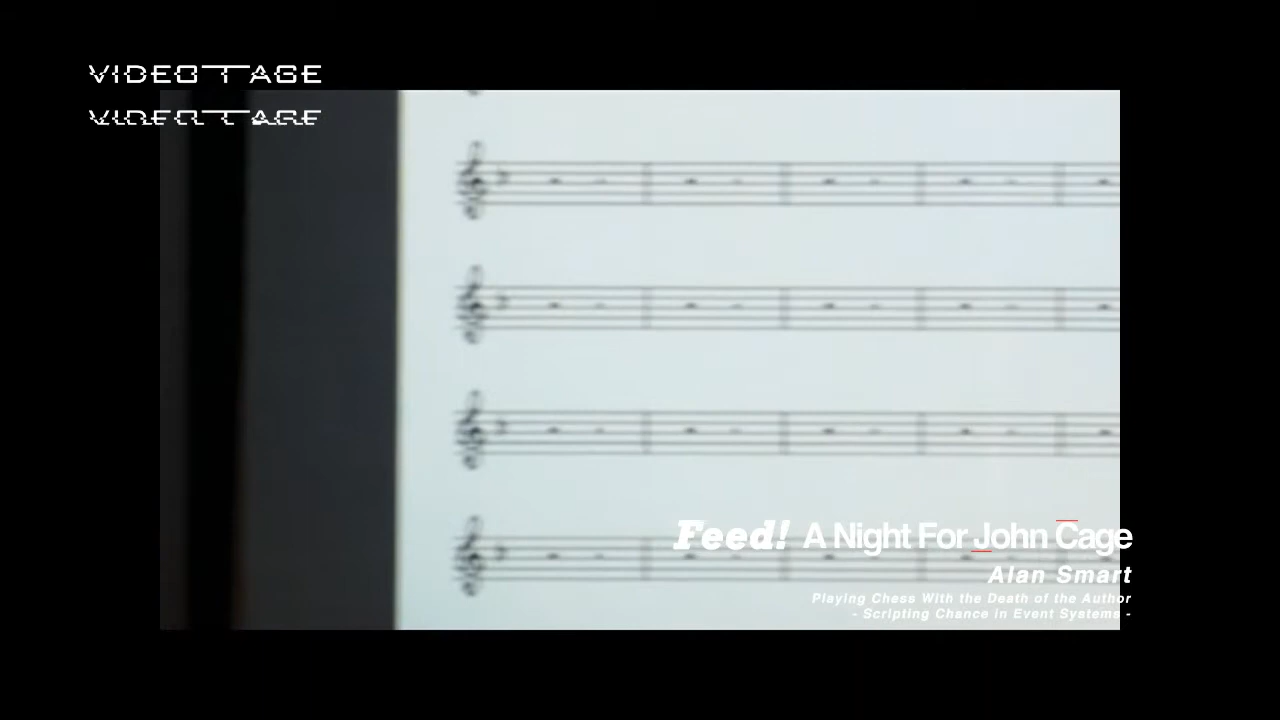 VIDEOTAGE
VIDEOTAGE
Feed! A Night For John Cage
Alan Smart
Playing Chess With the Death of the Author
- Scripting Chance in Event Systems -